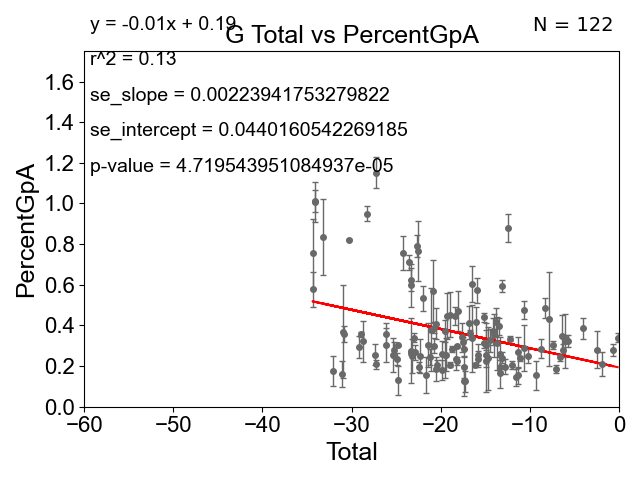 y = -0.01x + 0.19
G Total vs PercentGpA
N = 122
r^2 = 0.13
se_slope = 0.00223941753279822
se_intercept = 0.0440160542269185
p-value = 4.719543951084937e-05
PercentGpA
1.6
1.4
1.2
1.0
0.8
0.6
0.4
0.2
0.0
−60
−50
−40
−30
−20
−10
0
Total